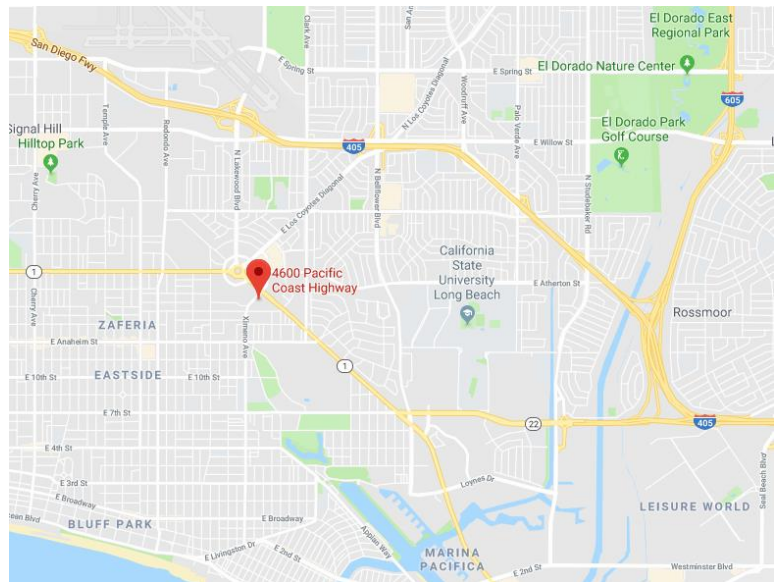 El Dorado East
Regional Park
San Diego Fwy
Clark Ave
E Spring St
N Los Coyotes Diagonal
Woodruff Ave
E Spring St
El Dorado Nature Center
605
Temple Ave
Redondo Ave
Palo Verde Ave
El Dorado Park
Golf Course
Signal Hill
Hilltop Park
405
E Willow St
N Lakewood Blvd
Cherry Ave
N Bellflower Blvd
N Studebaker Rd
E Los Coyotes Diagonal
California
State
University
Long Beach
1
4600 Pacific
Coast Highway
E Atherton St
Cherry Ave
ZAFERIA
Ximeno Ave
Rossmoor
E Anaheim St
EASTSIDE
E 10th St
E 10th St
1
E 7th St
22
405
E 4th St
E 3rd St
Loynes Dr
Seal Beach Blvd
E Broadway
LEISURE WORLD
BLUFF PARK
E Broadway
Appian Way
E Livingston Dr
E 2nd St
MARINA
PACIFICA
E 2nd St
Westminster Blvd